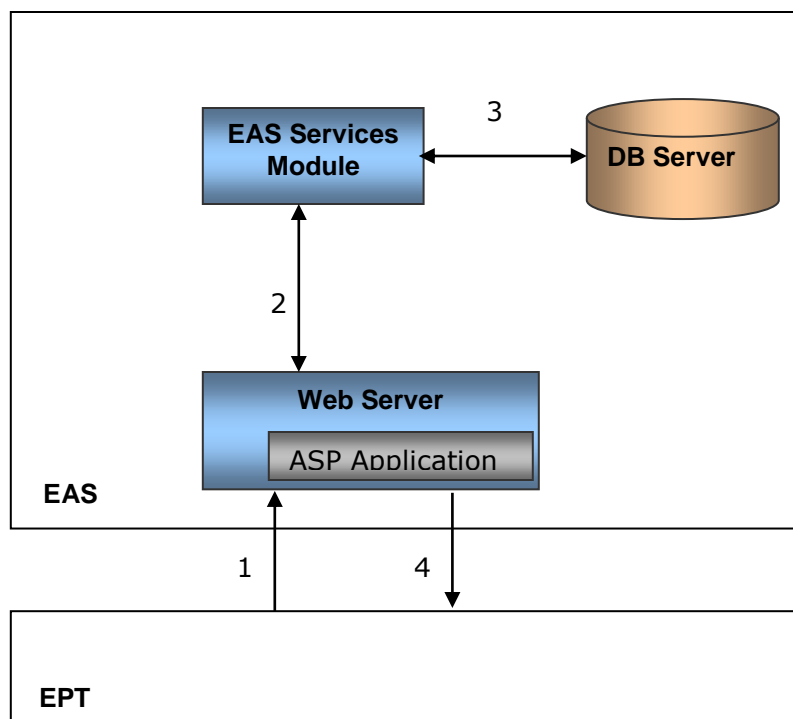 3
EAS Services
Module
DB Server
2
Web Server
ASP Application
EAS
1
4
EPT